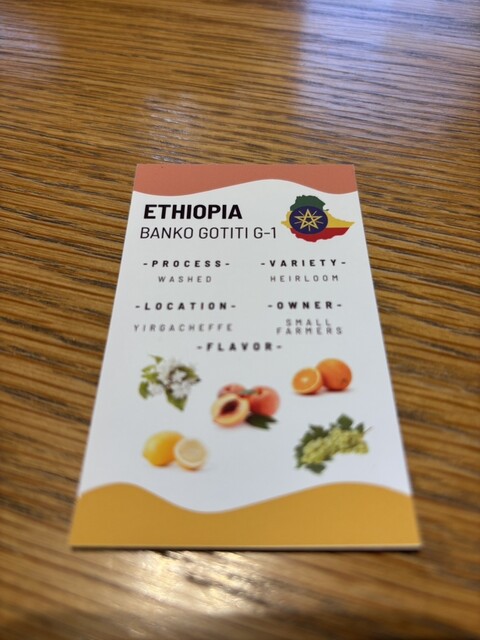 ETHIOPIA
BANKO GOTITI G-1
-PROCESS-
WASHED
-VARIETY-
HEIRLOOM
-LOCATION-
YIRGACHEFFE
-OWNER-
SMALL
FARMERS
-FLAVOR-